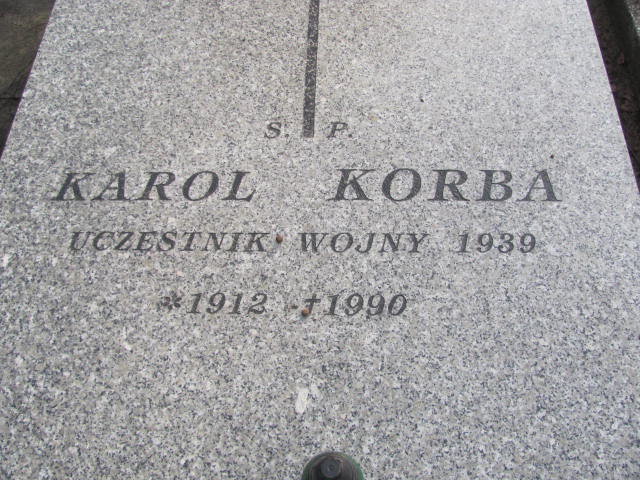 S. P.
KAROL KORBA
UCZESTNIK WOJNY 1939
*1912 †1990